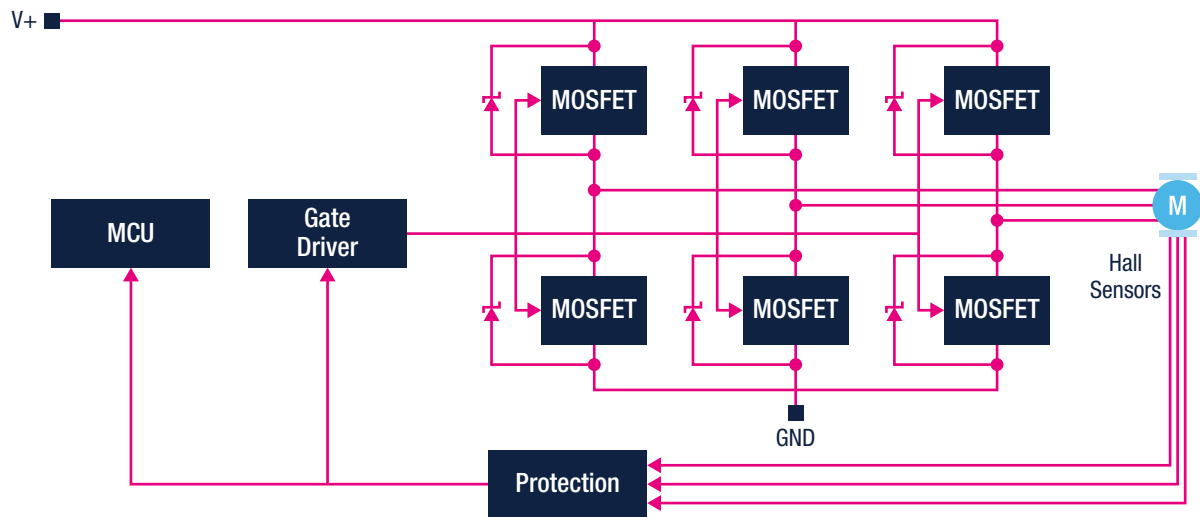 V+
MOSFET
MOSFET
MOSFET
MCU
Gate
Driver
M
Hall
Sensors
MOSFET
MOSFET
MOSFET
GND
Protection